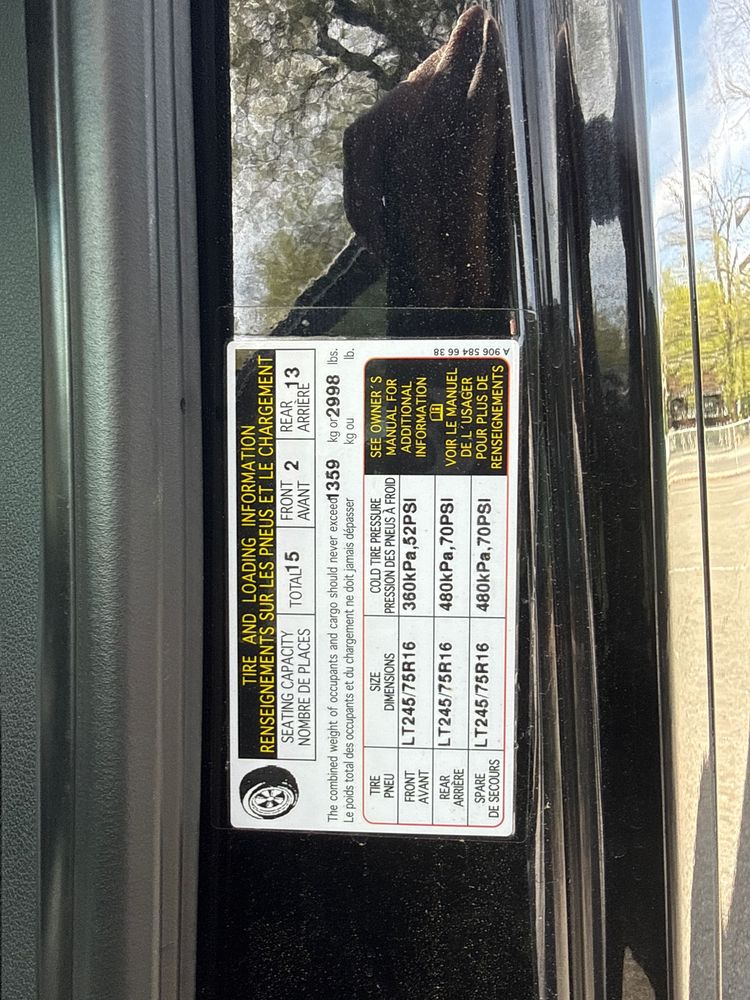 TIRE AND LOADING INFORMATION
RENSEIGNEMENTS SUR LES PNEUS ET LE CHARGEMENT
SEATING CAPACITY
NOMBRE DE PLACES
TOTAL 15
FRONT
AVANT
2
REAR
ARRIÈRE
13
The combined weight of occupants and cargo should never exceed 1359 kg or 2998 lbs.
Le poids total des occupants et du chargement ne doit jamais dépasser kg ou lb.
TIRE
PNEU
SIZE
DIMENSIONS
COLD TIRE PRESSURE
PRESSION DES PNEUS À FROID
FRONT
AVANT
LT245/75R16
360kPa,52PSI
REAR
ARRIÈRE
LT245/75R16
480kPa,70PSI
SPARE
DE SECOURS
LT245/75R16
480kPa,70PSI
SEE OWNER'S
MANUAL FOR
ADDITIONAL
INFORMATION
VOIR LE MANUEL
DE L'USAGER
POUR PLUS DE
RENSEIGNEMENTS
A 906 584 66 38